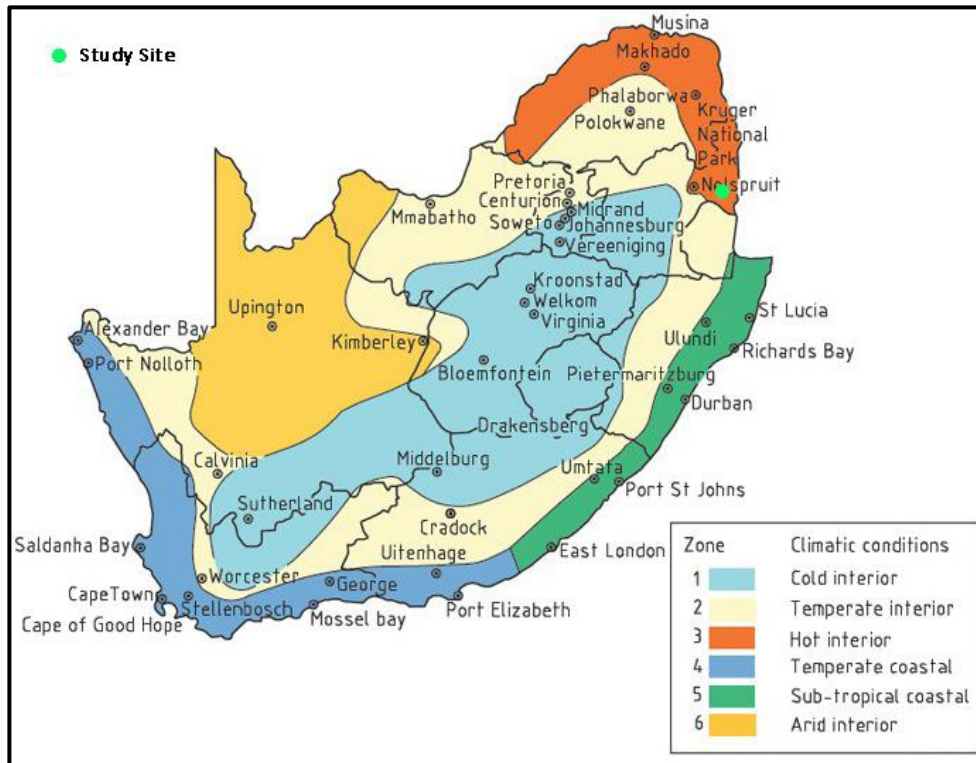 Study Site
Musina
Makhado
Phalaborwa
Polokwane
Kruger
National
Park
Nelspruit
Pretoria
Centurion
Mmabatho
Midrand
Soweto
Johannesburg
Vereeniging
Kroonstad
Welkom
Virginia
Upington
Kimberley
Alexander Bay
Port Nolloth
Bloemfontein
Ulundi
St Lucia
Richards Bay
Pietermaritzburg
Durban
Drakensberg
Calvinia
Middelburg
Umtata
Port St Johns
Sutherland
Cradock
Saldanha Bay
Uitenhage
East London
Worcester
George
CapeTown
Stellenbosch
Mossel bay
Port Elizabeth
Cape of Good Hope
Zone Climatic conditions
1 Cold interior
2 Temperate interior
3 Hot interior
4 Temperate coastal
5 Sub-tropical coastal
6 Arid interior